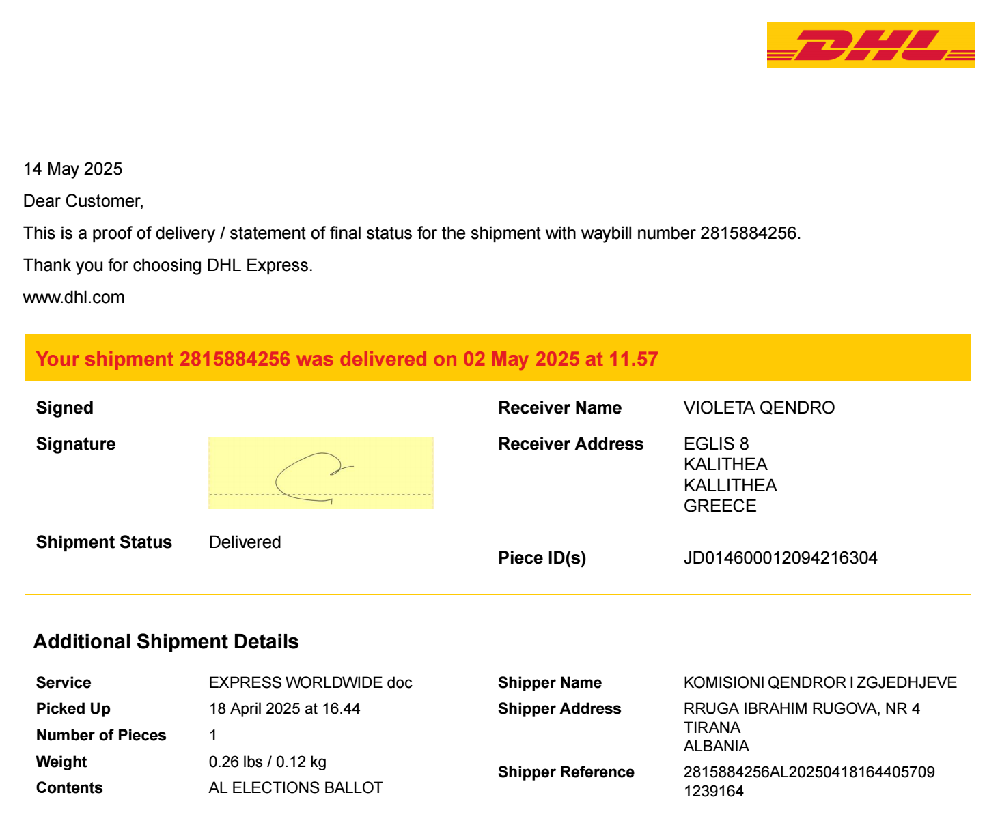 DHL
14 May 2025
Dear Customer,
This is a proof of delivery / statement of final status for the shipment with waybill number 2815884256.
Thank you for choosing DHL Express.
www.dhl.com
Your shipment 2815884256 was delivered on 02 May 2025 at 11.57
Signed
Receiver Name VIOLETA QENDRO
Signature
Receiver Address EGLIS 8
KALITHEA
KALLITHEA
GREECE
Shipment Status Delivered
Piece ID(s) JD014600012094216304
Additional Shipment Details
Service EXPRESS WORLDWIDE doc
Shipper Name KOMISIONI QENDROR I ZGJEDHJEVE
Picked Up 18 April 2025 at 16.44
Shipper Address RRUGA IBRAHIM RUGOVA, NR 4
TIRANA
ALBANIA
Number of Pieces 1
Weight 0.26 lbs / 0.12 kg
Shipper Reference 2815884256AL20250418164405709
1239164
Contents AL ELECTIONS BALLOT